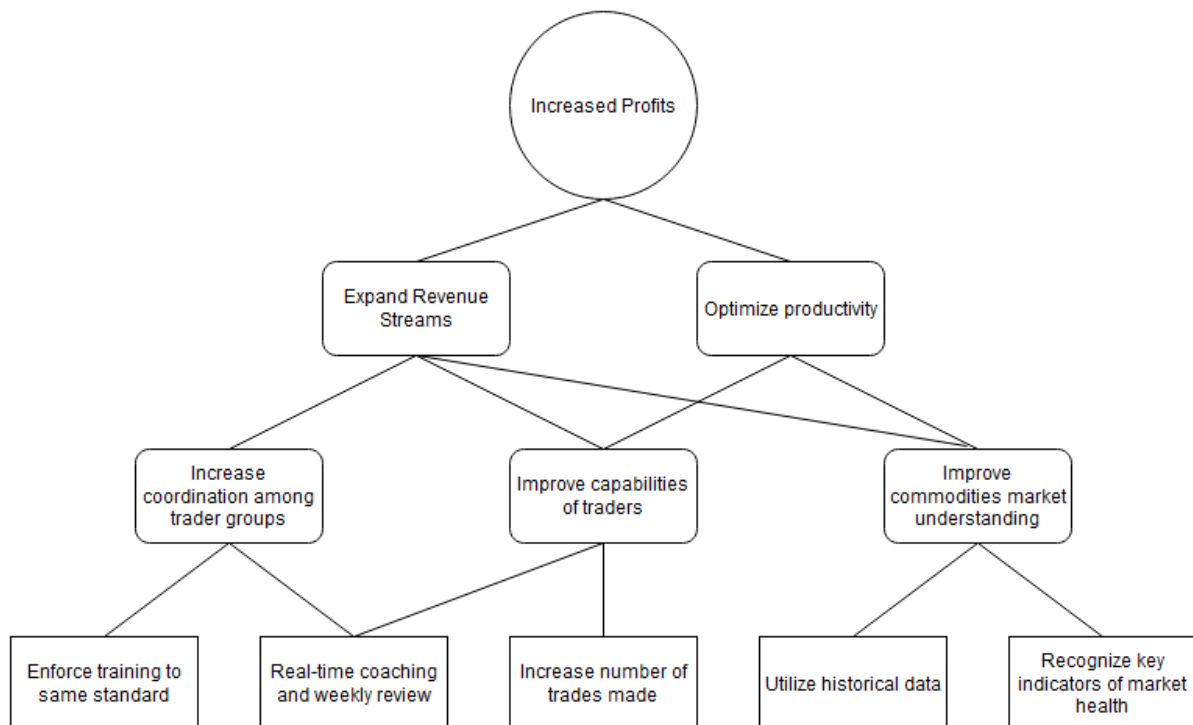 Increased Profits
Expand Revenue
Streams
Optimize productivity
Increase
coordination among
trader groups
Improve capabilities
of traders
Improve
commodities market
understanding
Enforce training to
same standard
Real-time coaching
and weekly review
Increase number of
trades made
Utilize historical data
Recognize key
indicators of market
health